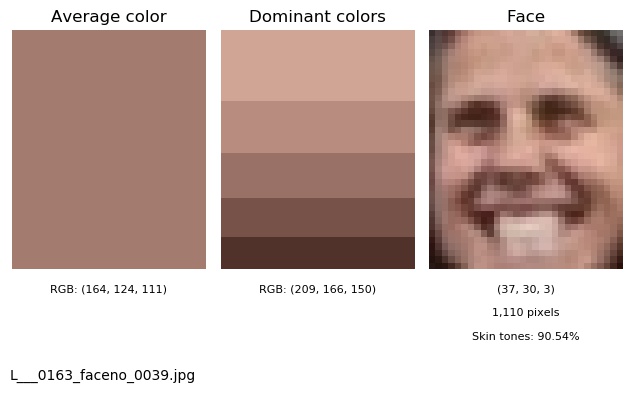 Average color
Dominant colors
Face
RGB: (164, 124, 111)
RGB: (209, 166, 150)
(37, 30, 3)
1,110 pixels
Skin tones: 90.54%
L___0163_faceno_0039.jpg